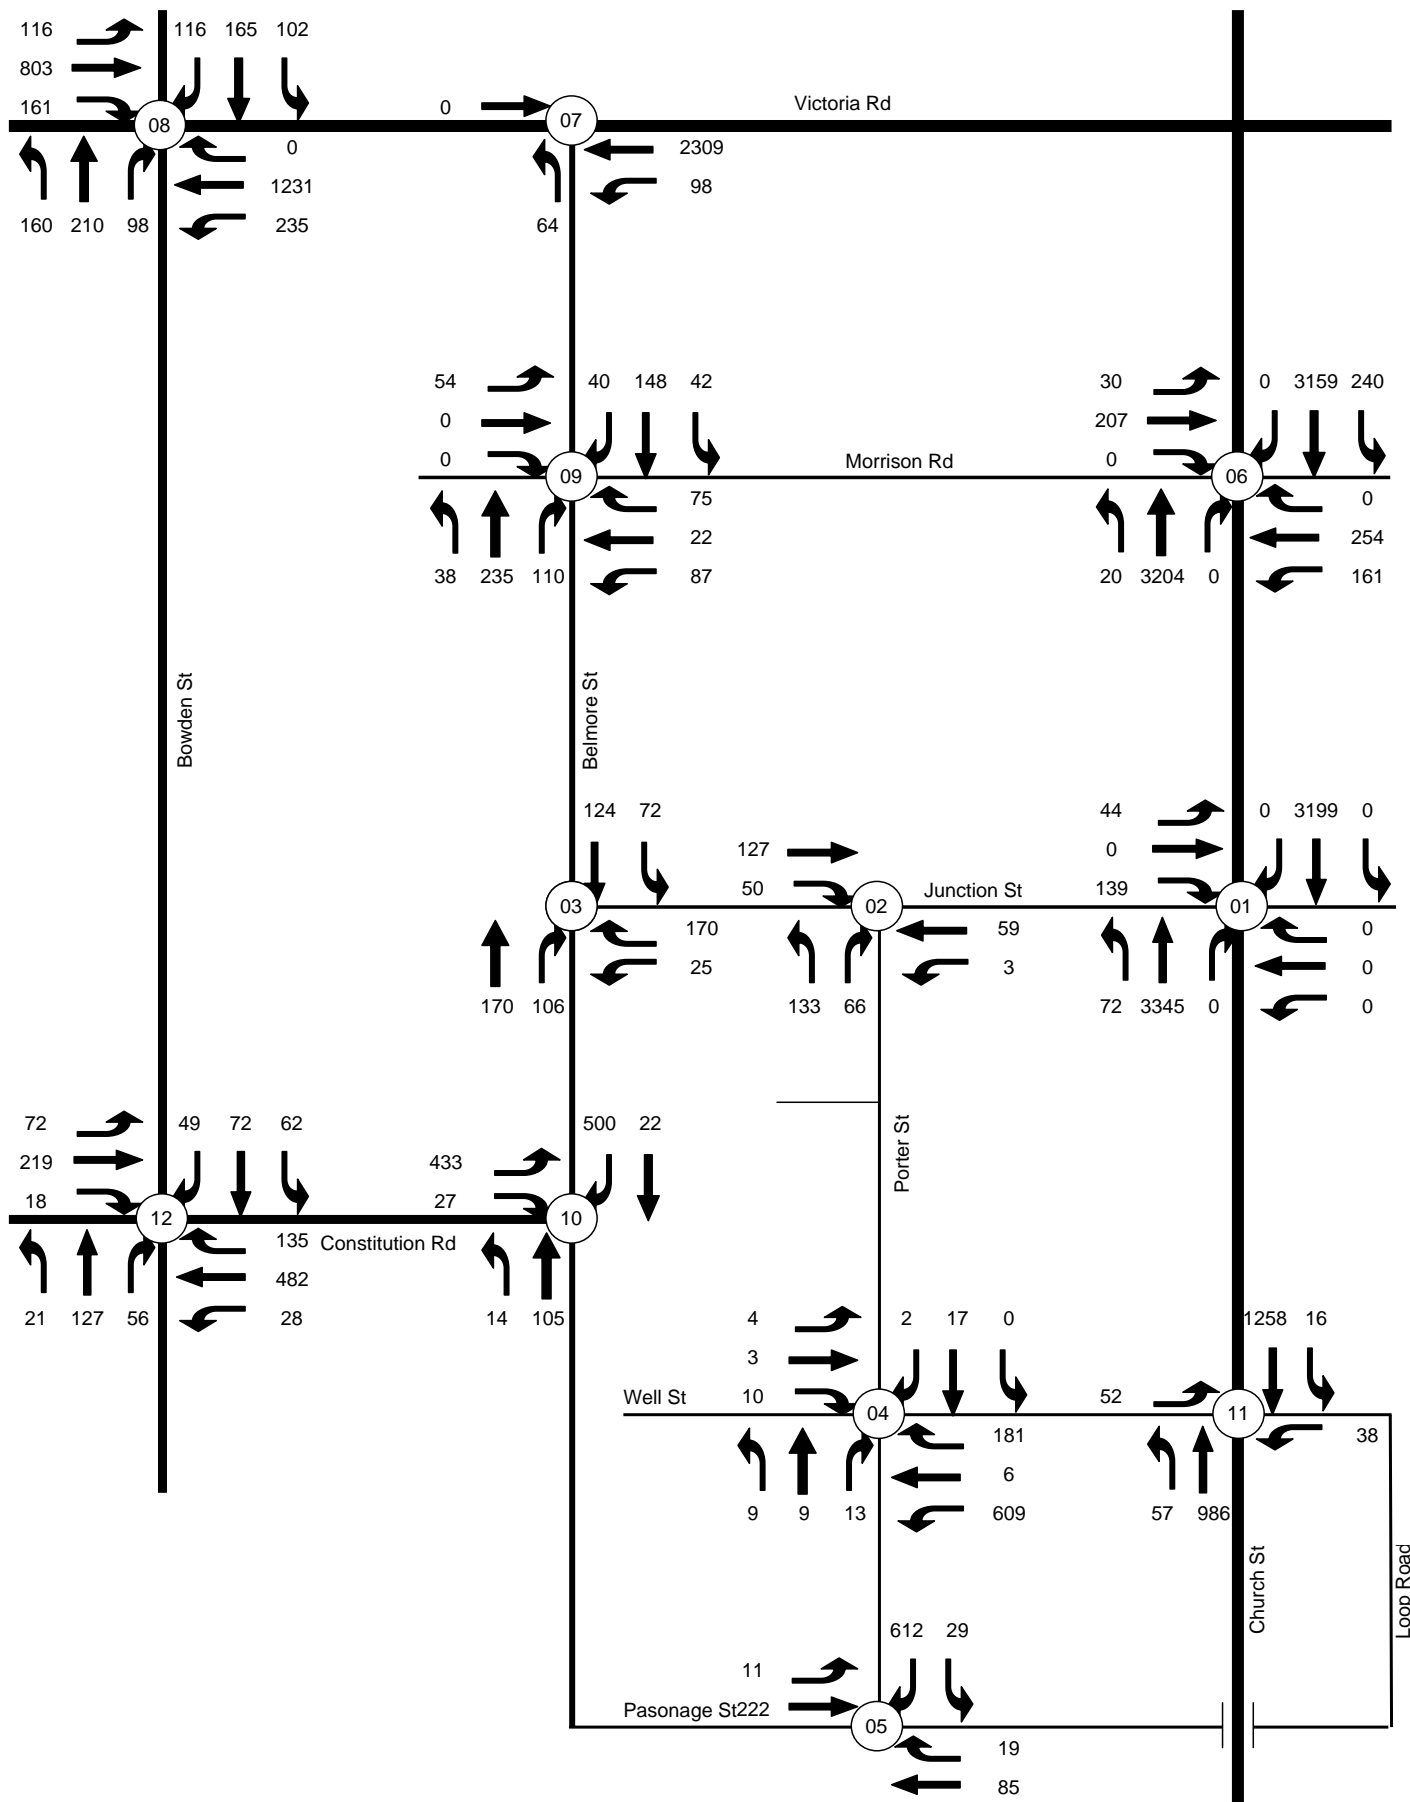 116 116 165 102
803
161 0 Victoria Rd
08 07
0 2309
1231 98
160 210 98 235 64
54 40 148 42 30 0 3159 240
0 207
0 Morrison Rd 0
09 06
75 0
22 254
38 235 110 87 20 3204 0 161
Bowden St
Belmore St
124 72 44 0 3199 0
127 0
50 Junction St 139
03 02 01
170 59 0
25 3 0
170 106 133 66 72 3345 0 0
72 49 72 62 500 22
Porter St
219 433
18 27
12 10
135 Constitution Rd
482
21 127 56 28 14 105
4 2 17 0 1258 16
3
Well St 10 52
04 11
181 38
6
9 9 13 609 57 986
Church St
Loop Road
612 29
11
Pasonage St 222
05
19
85